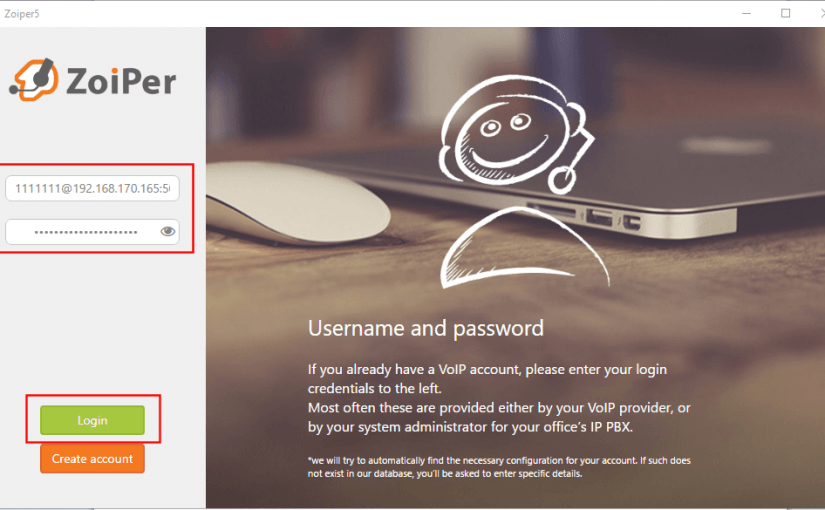 Zoiper5
ZoiPer
1111111@192.168.170.165:5
Login
Create account
Username and password
If you already have a VoIP account, please enter your login
credentials to the left.
Most often these are provided either by your VoIP provider, or
by your system administrator for your office's IP PBX.
*we will try to automatically find the necessary configuration for your account. If such does
not exist in our database, you'll be asked to enter specific details.